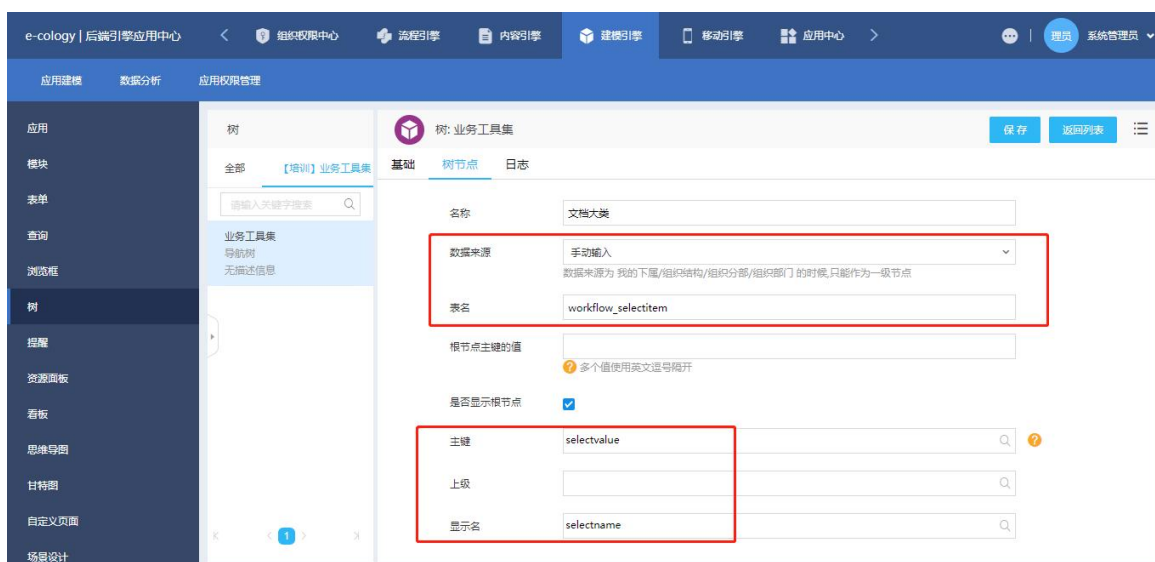 e-cology | 后端引擎应用中心
组织权限中心
流程引擎
内容引擎
建模引擎
移动引擎
应用中心
理员
系统管理员
应用建模
数据分析
应用权限管理
应用
模块
表单
查询
浏览框
树
提醒
资源面板
看板
思维导图
甘特图
自定义页面
场景设计
树
全部
【培训】业务工具集
请输入关键字搜索
业务工具集
导航树
无描述信息
1
树: 业务工具集
保存
返回列表
基础
树节点
日志
名称
文档大类
数据来源
手动输入
数据来源为 我的下属/组织结构/组织分部/组织部门 的时候,只能作为一级节点
表名
workflow_selectitem
根节点主键的值
多个值使用英文逗号隔开
是否显示根节点
主键
selectvalue
上级
显示名
selectname